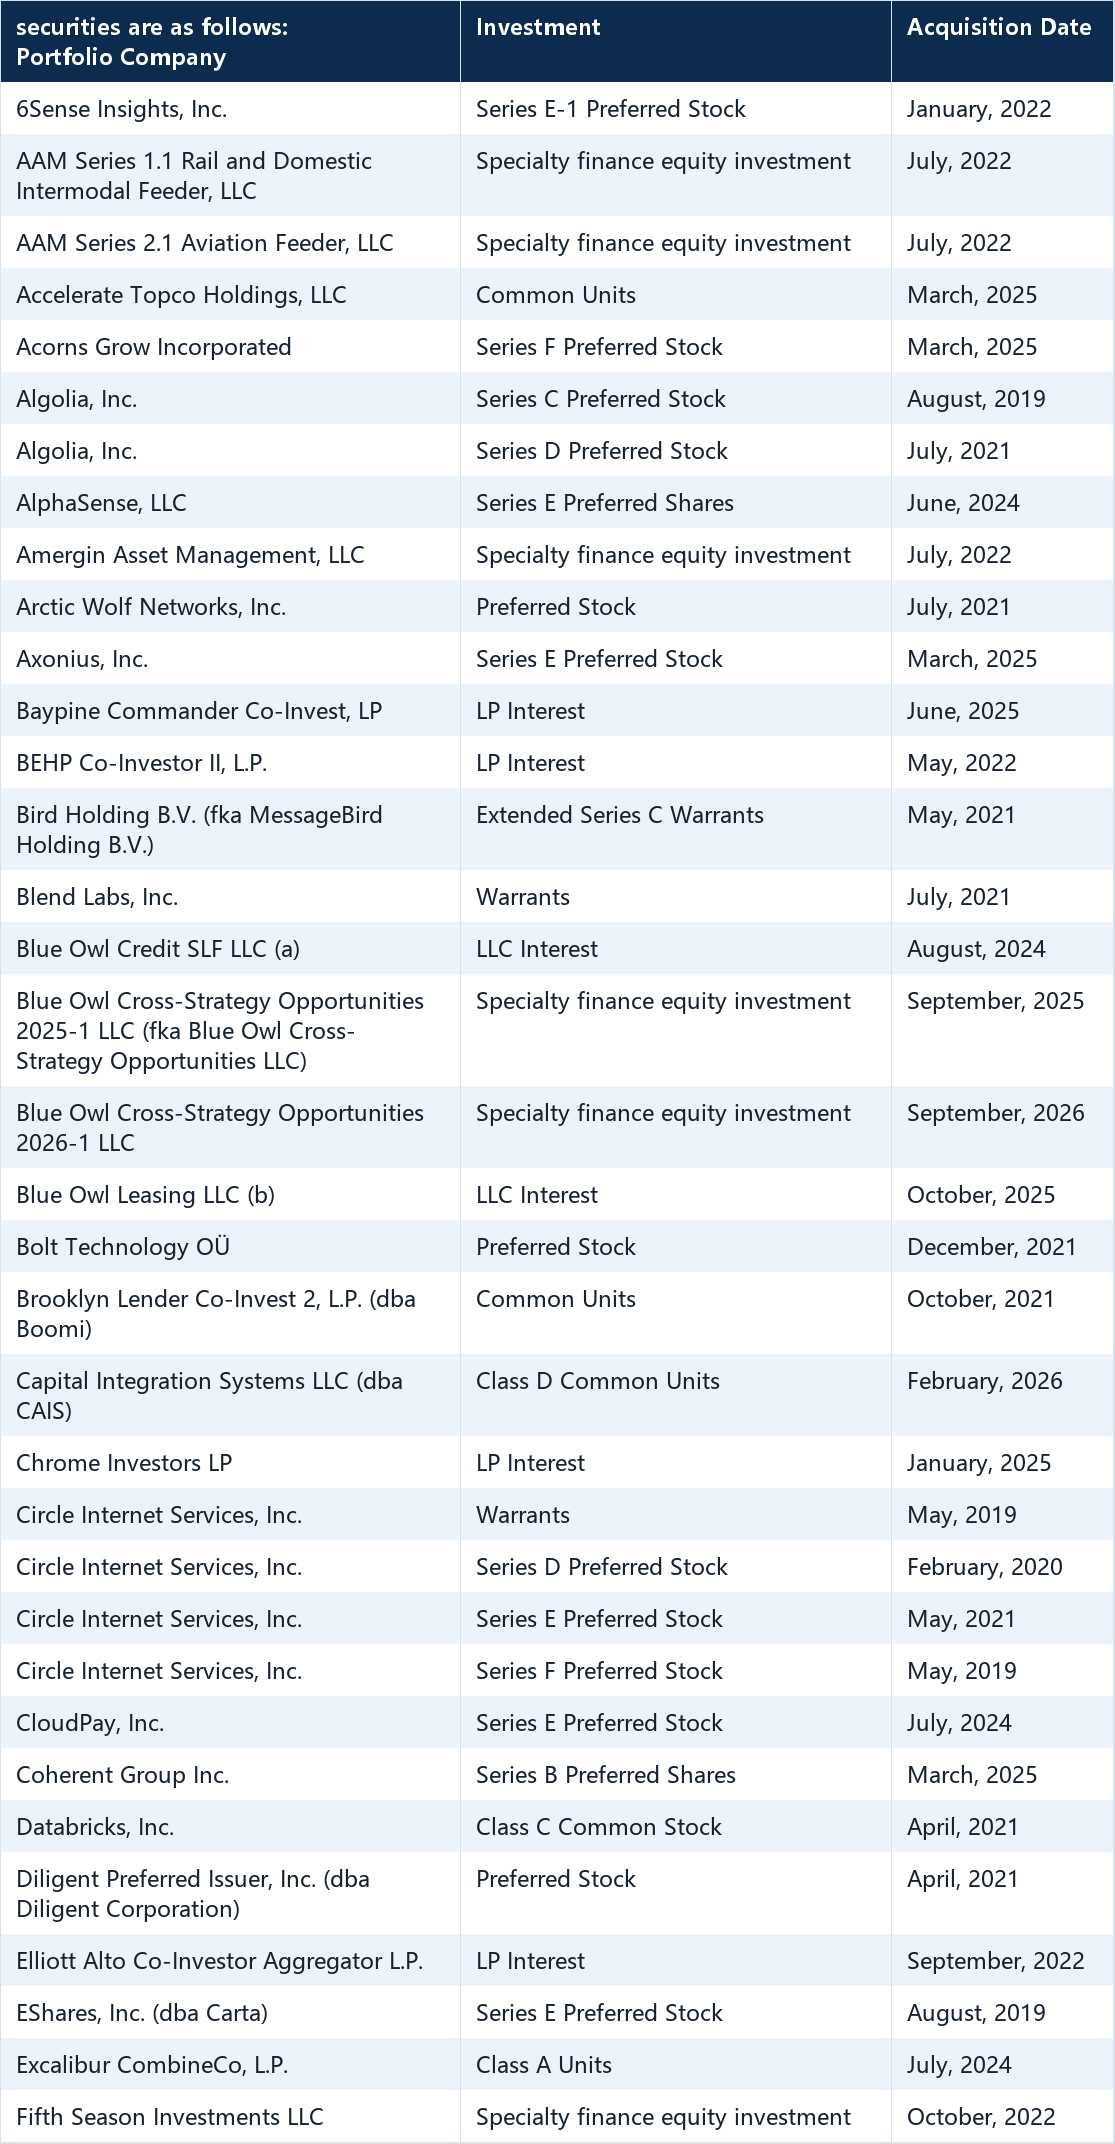 securities are as follows:
Portfolio Company Investment Acquisition Date
6Sense Insights, Inc. Series E-1 Preferred Stock January, 2022
AAM Series 1.1 Rail and Domestic
Intermodal Feeder, LLC Specialty finance equity investment July, 2022
AAM Series 2.1 Aviation Feeder, LLC Specialty finance equity investment July, 2022
Accelerate Topco Holdings, LLC Common Units March, 2025
Acorns Grow Incorporated Series F Preferred Stock March, 2025
Algolia, Inc. Series C Preferred Stock August, 2019
Algolia, Inc. Series D Preferred Stock July, 2021
AlphaSense, LLC Series E Preferred Shares June, 2024
Amergin Asset Management, LLC Specialty finance equity investment July, 2022
Arctic Wolf Networks, Inc. Preferred Stock July, 2021
Axonius, Inc. Series E Preferred Stock March, 2025
Baypine Commander Co-Invest, LP LP Interest June, 2025
BEHP Co-Investor II, L.P. LP Interest May, 2022
Bird Holding B.V. (fka MessageBird
Holding B.V.) Extended Series C Warrants May, 2021
Blend Labs, Inc. Warrants July, 2021
Blue Owl Credit SLF LLC (a) LLC Interest August, 2024
Blue Owl Cross-Strategy Opportunities
2025-1 LLC (fka Blue Owl Cross-
Strategy Opportunities LLC) Specialty finance equity investment September, 2025
Blue Owl Cross-Strategy Opportunities
2026-1 LLC Specialty finance equity investment September, 2026
Blue Owl Leasing LLC (b) LLC Interest October, 2025
Bolt Technology OÜ Preferred Stock December, 2021
Brooklyn Lender Co-Invest 2, L.P. (dba
Boomi) Common Units October, 2021
Capital Integration Systems LLC (dba
CAIS) Class D Common Units February, 2026
Chrome Investors LP LP Interest January, 2025
Circle Internet Services, Inc. Warrants May, 2019
Circle Internet Services, Inc. Series D Preferred Stock February, 2020
Circle Internet Services, Inc. Series E Preferred Stock May, 2021
Circle Internet Services, Inc. Series F Preferred Stock May, 2019
CloudPay, Inc. Series E Preferred Stock July, 2024
Coherent Group Inc. Series B Preferred Shares March, 2025
Databricks, Inc. Class C Common Stock April, 2021
Diligent Preferred Issuer, Inc. (dba
Diligent Corporation) Preferred Stock April, 2021
Elliott Alto Co-Investor Aggregator L.P. LP Interest September, 2022
EShares, Inc. (dba Carta) Series E Preferred Stock August, 2019
Excalibur CombineCo, L.P. Class A Units July, 2024
Fifth Season Investments LLC Specialty finance equity investment October, 2022